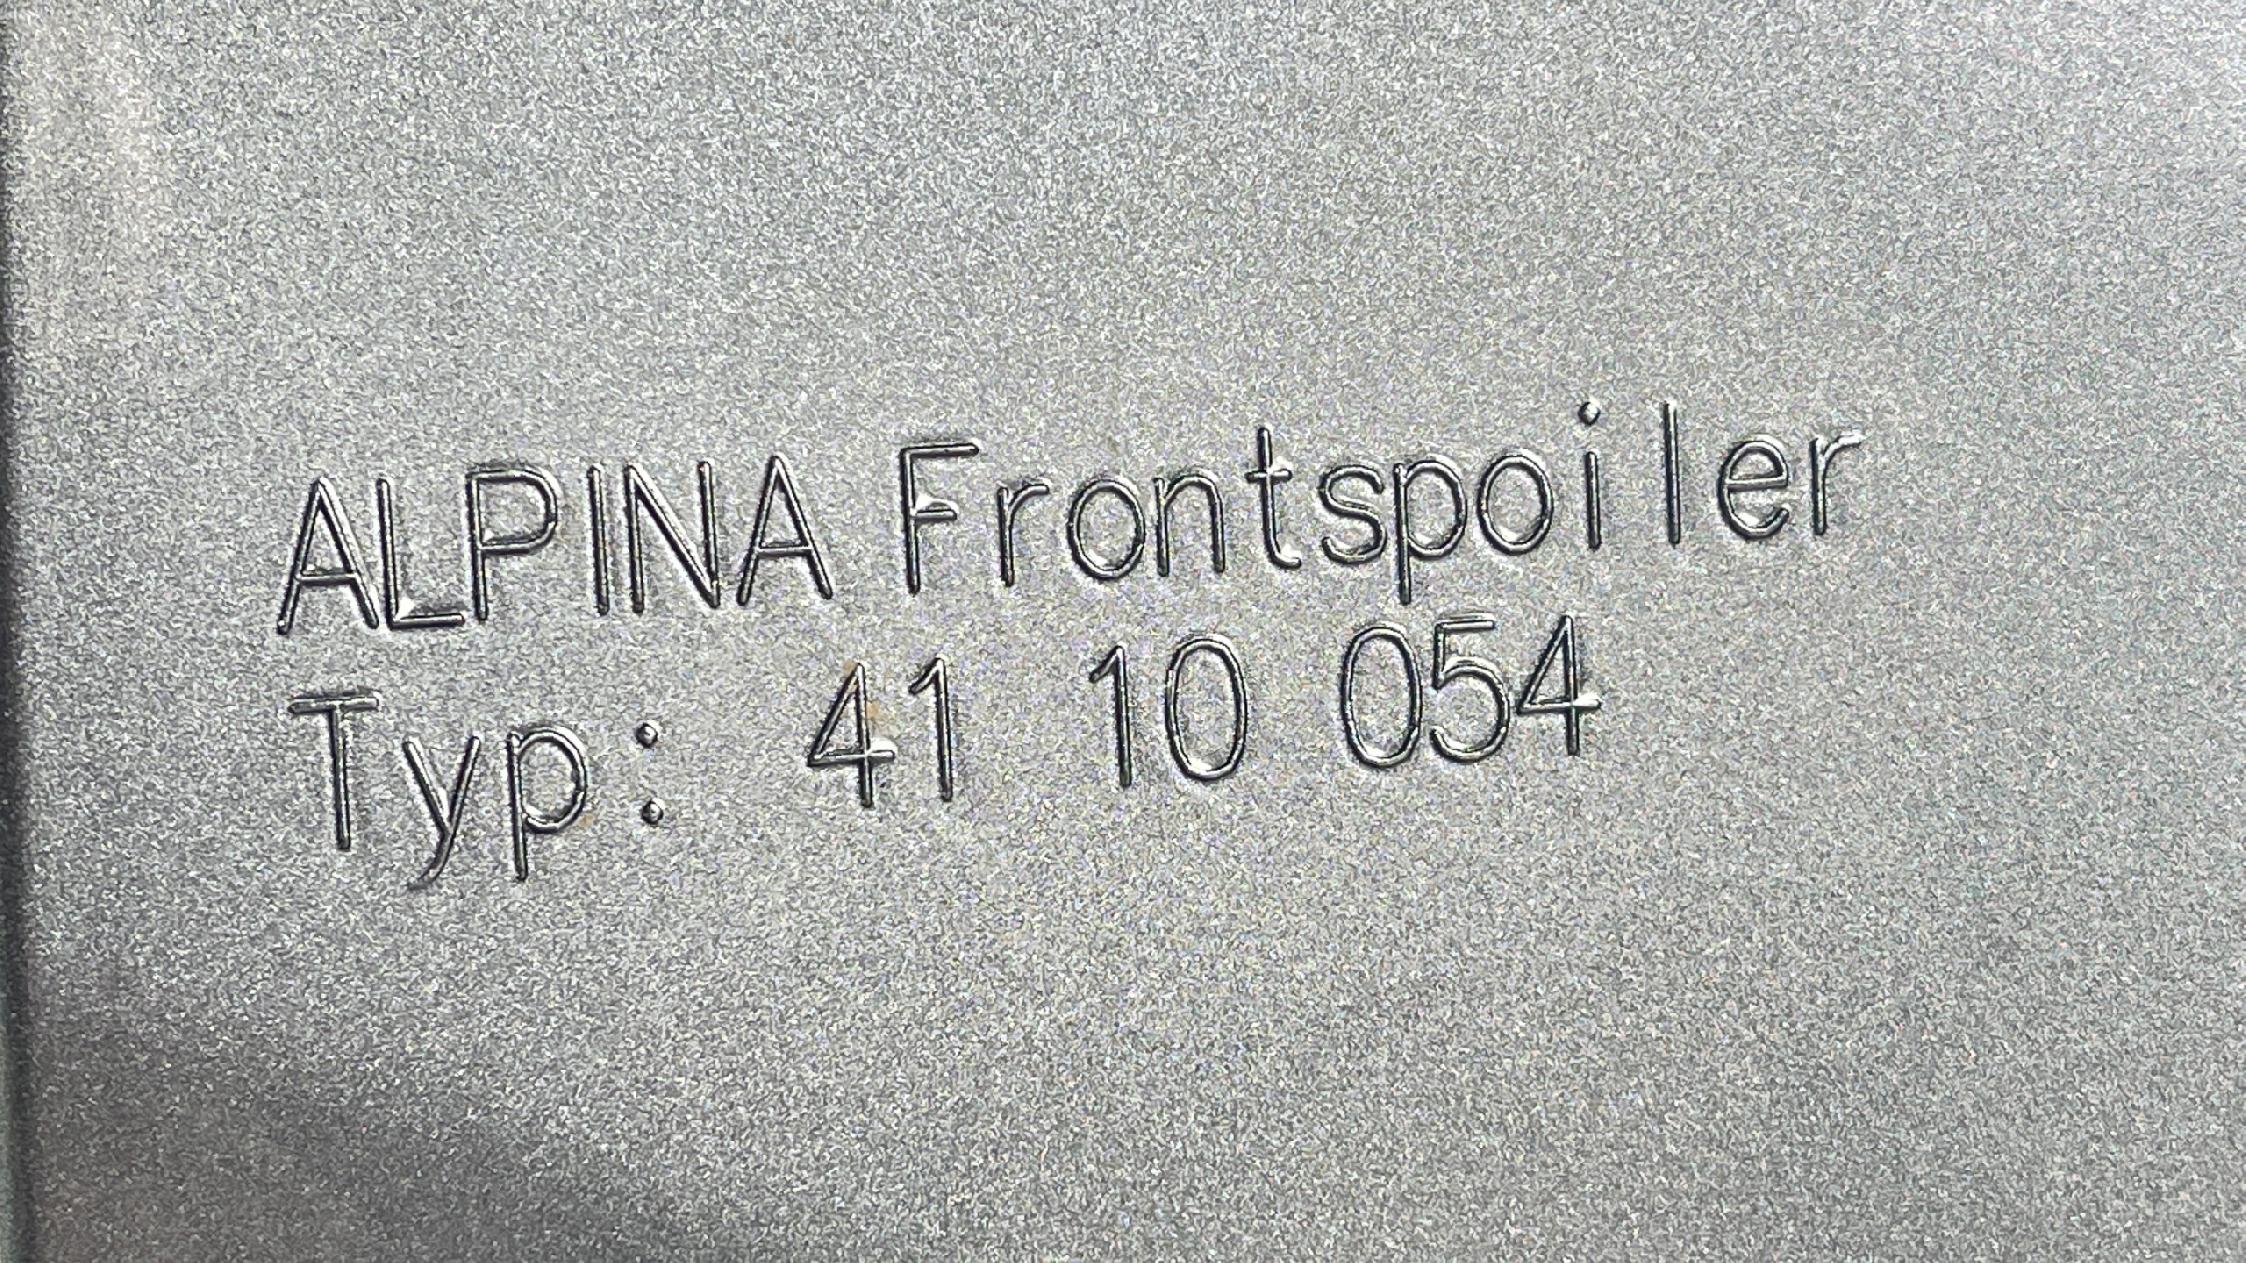 ALPINA Frontspoiler
Typ: 41 10 054